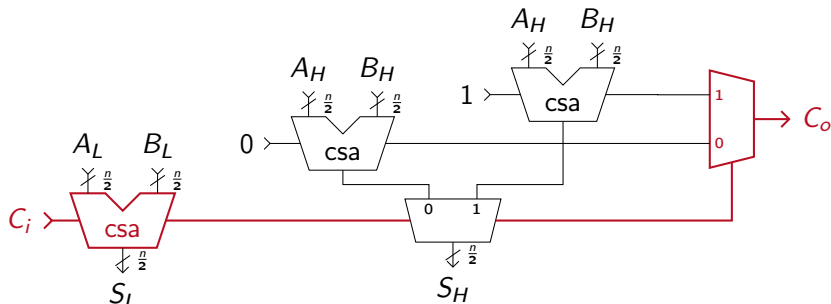 A_H B_H
n/2 n/2
A_H B_H
n/2 n/2
1 csa 1 C_o
A_L B_L
n/2 n/2
0 csa 0
C_i csa 0 1
n/2 n/2
S_L S_H